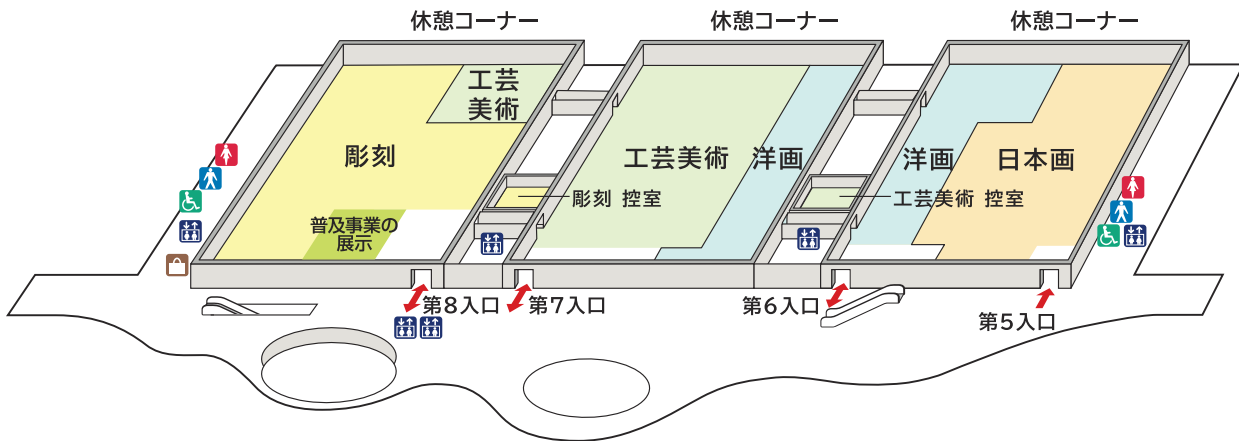 休憩コーナー
休憩コーナー
休憩コーナー
工芸
美術
彫刻
工芸美術
洋画
洋画
日本画
彫刻 控室
工芸美術 控室
普及事業の
展示
第8入口
第7入口
第6入口
第5入口